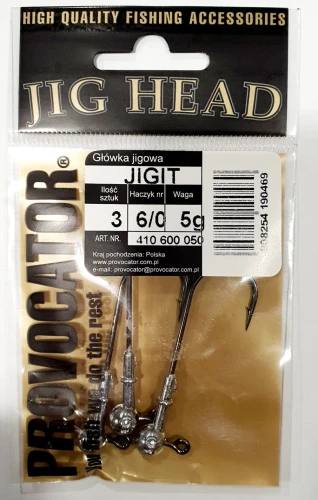 HIGH QUALITY FISHING ACCESSORIES
JIG HEAD
Główka jigowa
JIGIT
Ilość sztuk
Haczyk nr
Waga
3
6/0
5g
ART. NR.
410 600 050
Kraj pochodzenia: Polska
www.provocator.com.pl
e-mail: provocator@provocator.com.pl
908254 190469
PROVOCATOR®
do the rest